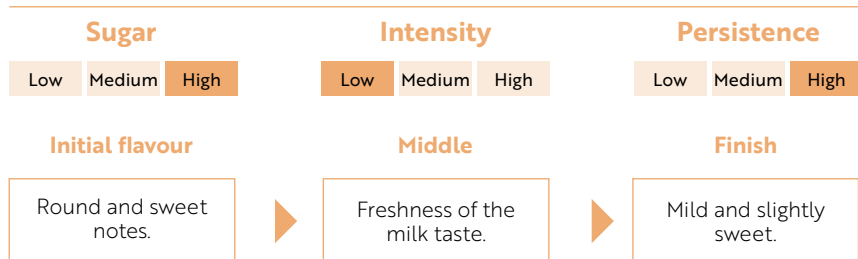 Sugar
Intensity
Persistence
Low Medium High
Low Medium High
Low Medium High
Initial flavour
Middle
Finish
Round and sweet
notes.
Freshness of the
milk taste.
Mild and slightly
sweet.